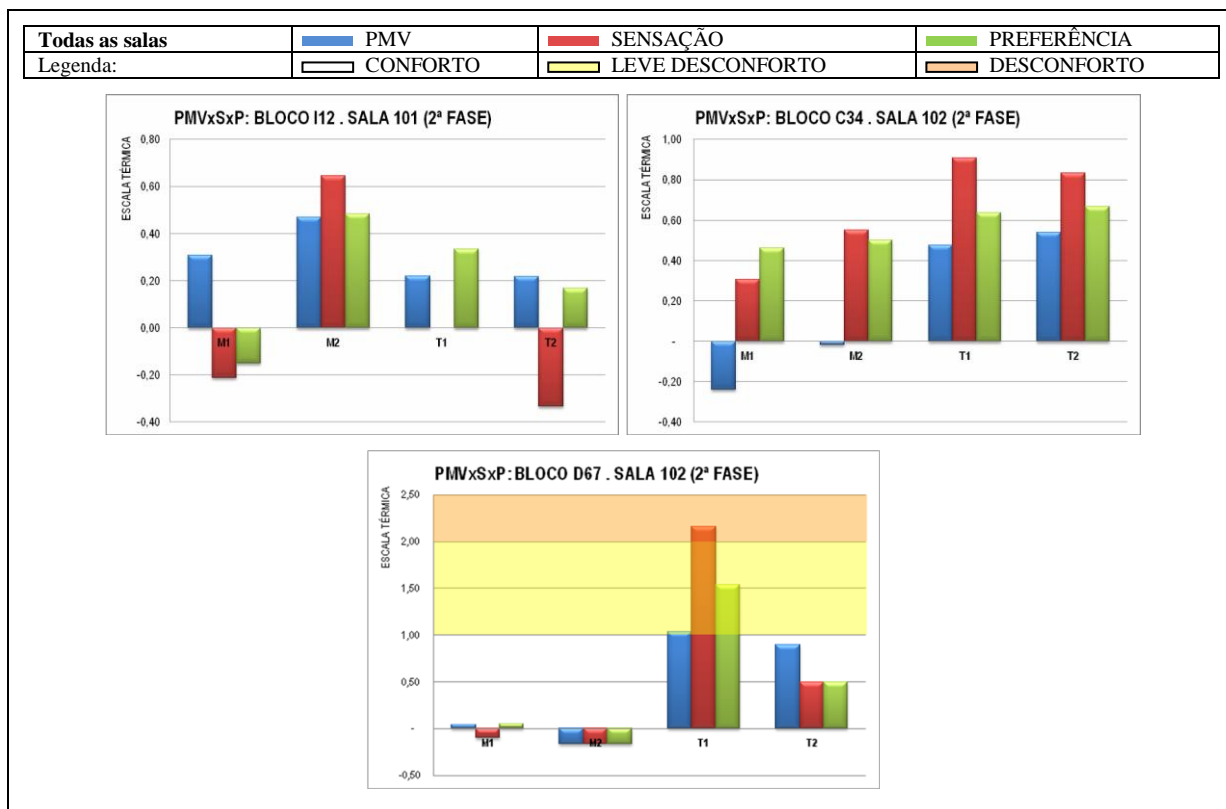 Todas as salas PMV SENSAÇÃO PREFERÊNCIA
Legenda: CONFORTO LEVE DESCONFORTO DESCONFORTO
PMVxSxP: BLOCO I12 . SALA 101 (2ª FASE)
ESCALA TÉRMICA
0,80
0,60
0,40
0,20
0,00
-0,20
-0,40
M1 M2 T1 T2
PMVxSxP: BLOCO C34 . SALA 102 (2ª FASE)
ESCALA TÉRMICA
1,00
0,80
0,60
0,40
0,20
-
-0,20
-0,40
M1 M2 T1 T2
PMVxSxP: BLOCO D67 . SALA 102 (2ª FASE)
ESCALA TÉRMICA
2,50
2,00
1,50
1,00
0,50
-
-0,50
M1 M2 T1 T2